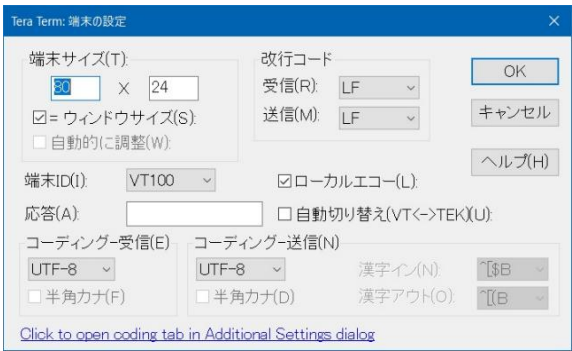 Tera Term: 端末の設定
端末サイズ(T):
80 X 24
=ウィンドウサイズ(S):
自動的に調整(W):
改行コード
受信(R): LF
送信(M): LF
OK
キャンセル
ヘルプ(H)
端末ID(I): VT100
ローカルエコー(L):
応答(A):
自動切り替え(VT<->TEK)(U):
コーディング-受信(E)
UTF-8
半角カナ(F)
コーディング-送信(N)
UTF-8
半角カナ(D)
漢字イン(N): ^[$B
漢字アウト(O): ^[(B
Click to open coding tab in Additional Settings dialog